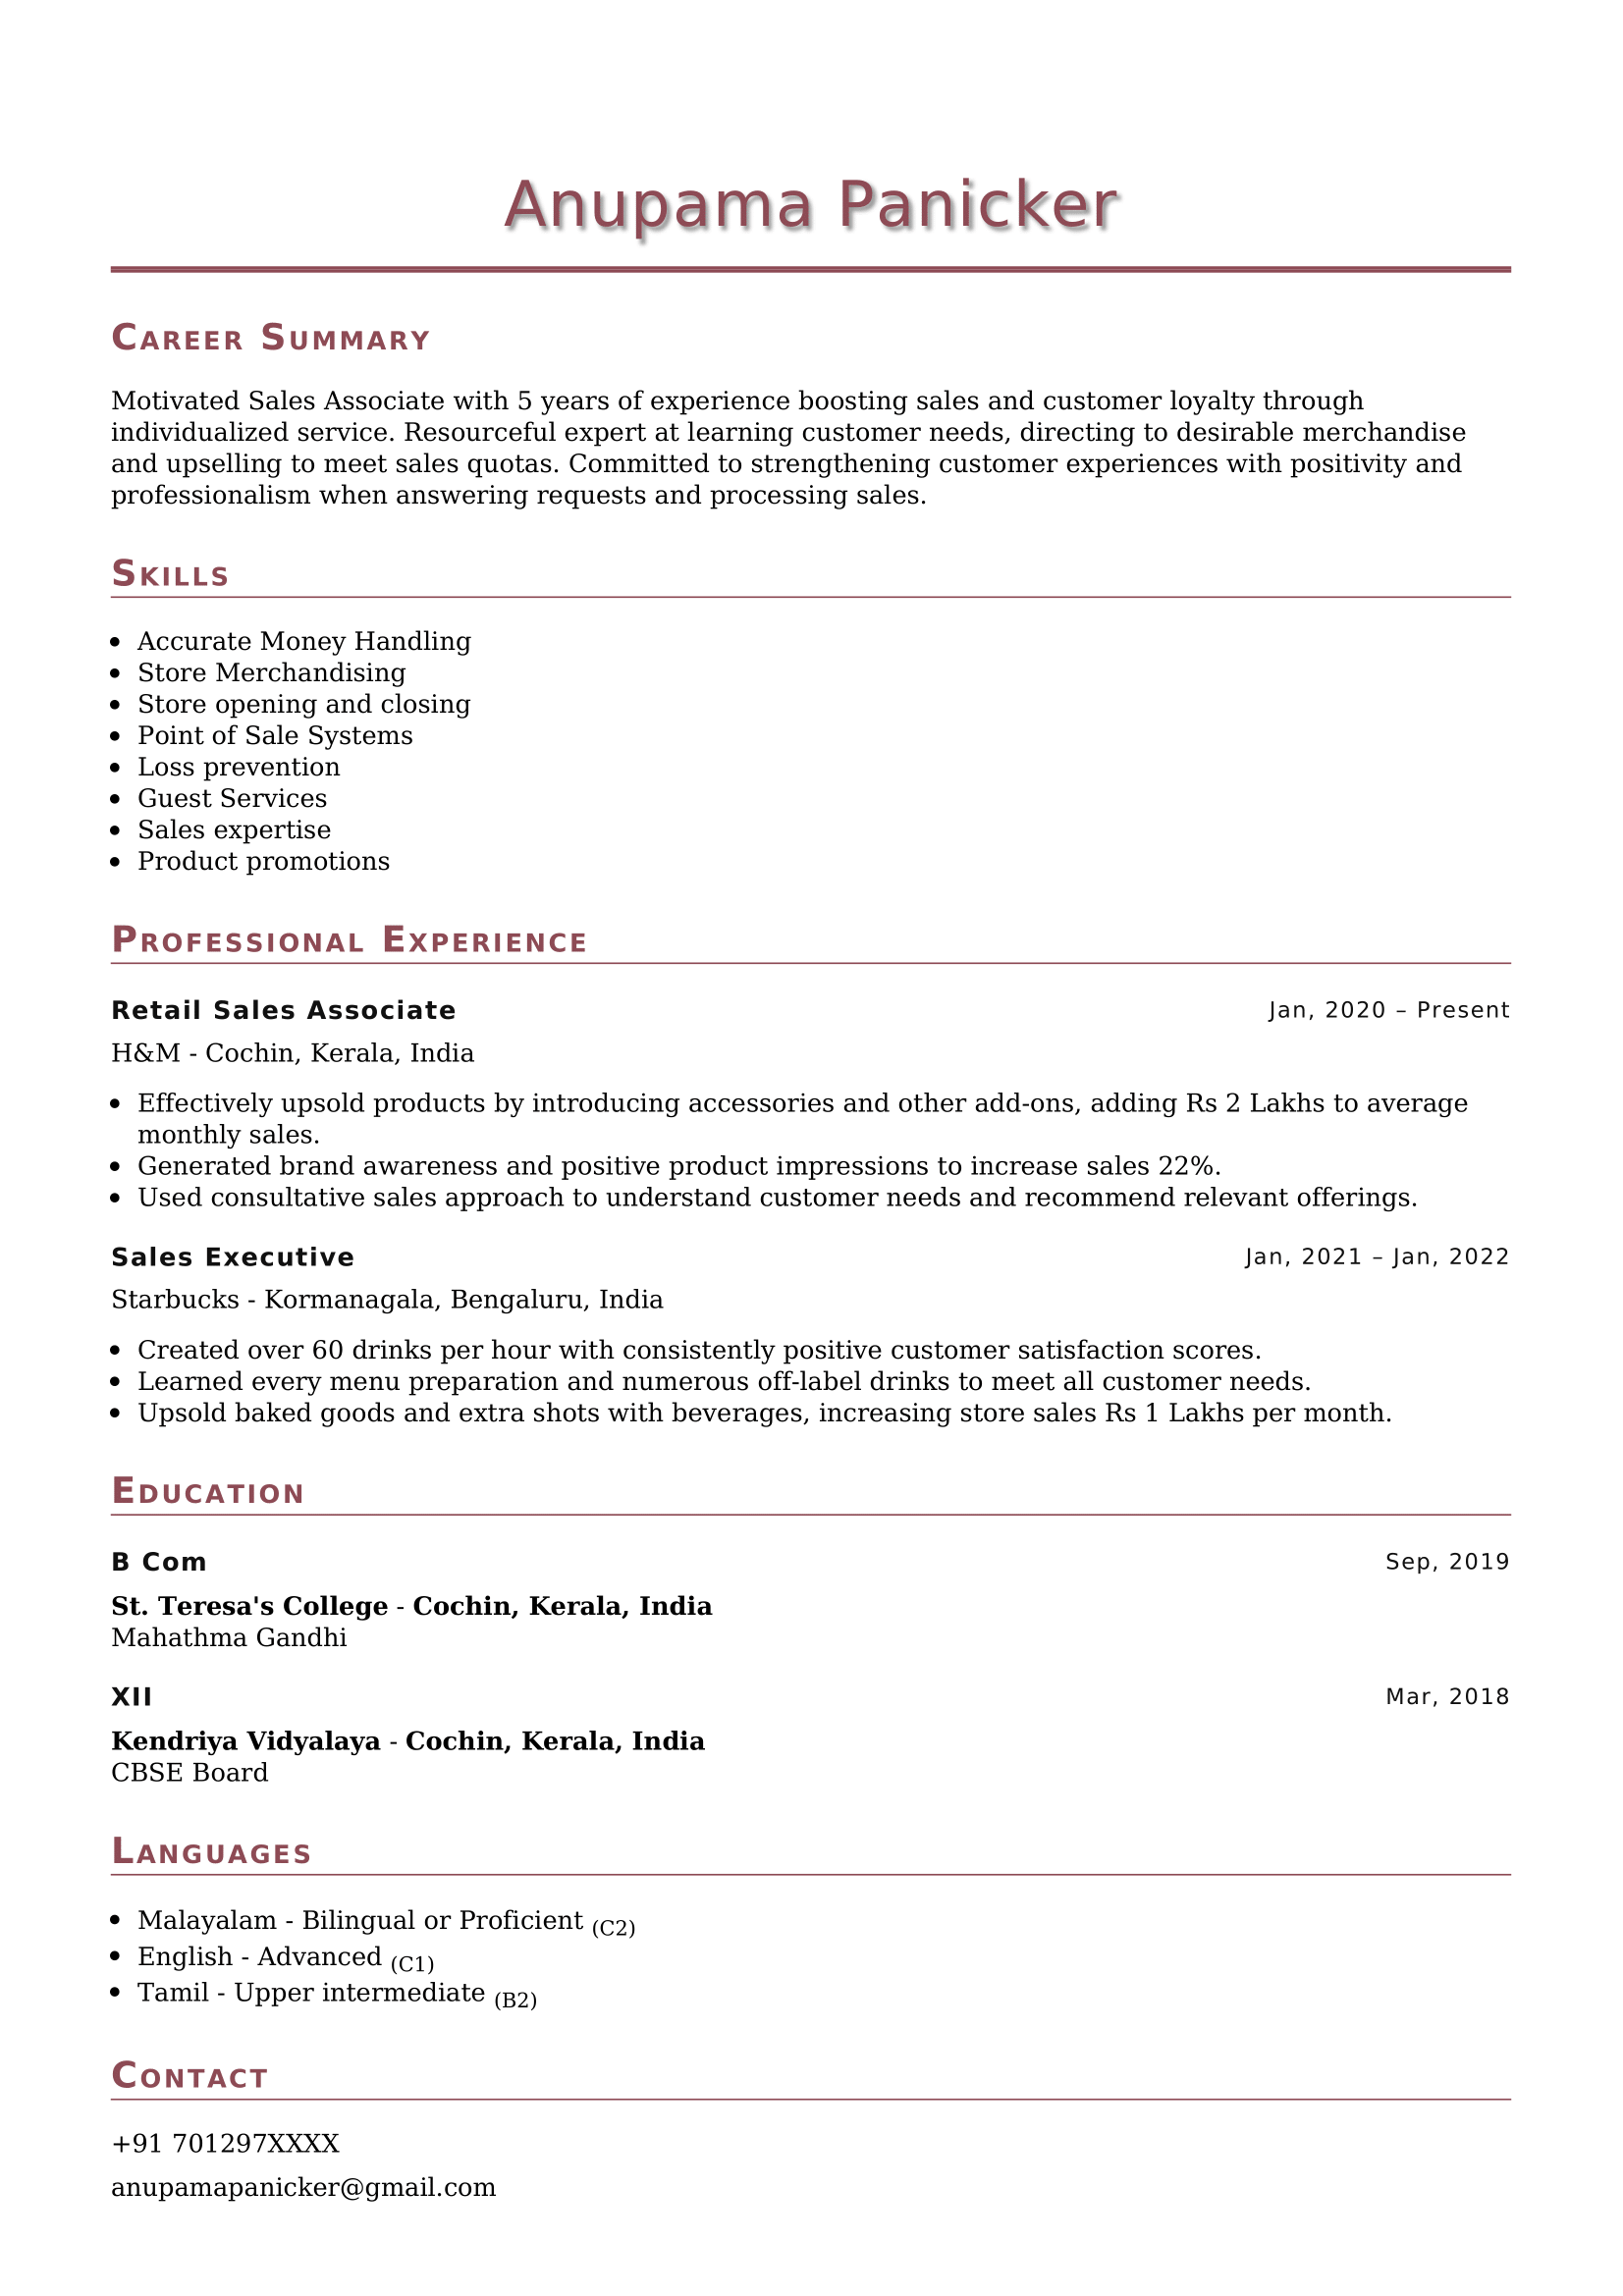 Anupama Panicker
Career Summary
Motivated Sales Associate with 5 years of experience boosting sales and customer loyalty through
individualized service. Resourceful expert at learning customer needs, directing to desirable merchandise
and upselling to meet sales quotas. Committed to strengthening customer experiences with positivity and
professionalism when answering requests and processing sales.
Skills
• Accurate Money Handling
• Store Merchandising
• Store opening and closing
• Point of Sale Systems
• Loss prevention
• Guest Services
• Sales expertise
• Product promotions
Professional Experience
Retail Sales Associate Jan, 2020 – Present
H&M - Cochin, Kerala, India
• Effectively upsold products by introducing accessories and other add-ons, adding Rs 2 Lakhs to average
monthly sales.
• Generated brand awareness and positive product impressions to increase sales 22%.
• Used consultative sales approach to understand customer needs and recommend relevant offerings.
Sales Executive Jan, 2021 – Jan, 2022
Starbucks - Kormanagala, Bengaluru, India
• Created over 60 drinks per hour with consistently positive customer satisfaction scores.
• Learned every menu preparation and numerous off-label drinks to meet all customer needs.
• Upsold baked goods and extra shots with beverages, increasing store sales Rs 1 Lakhs per month.
Education
B Com Sep, 2019
St. Teresa's College - Cochin, Kerala, India
Mahathma Gandhi
XII Mar, 2018
Kendriya Vidyalaya - Cochin, Kerala, India
CBSE Board
Languages
• Malayalam - Bilingual or Proficient (C2)
• English - Advanced (C1)
• Tamil - Upper intermediate (B2)
Contact
+91 701297XXXX
anupamapanicker@gmail.com